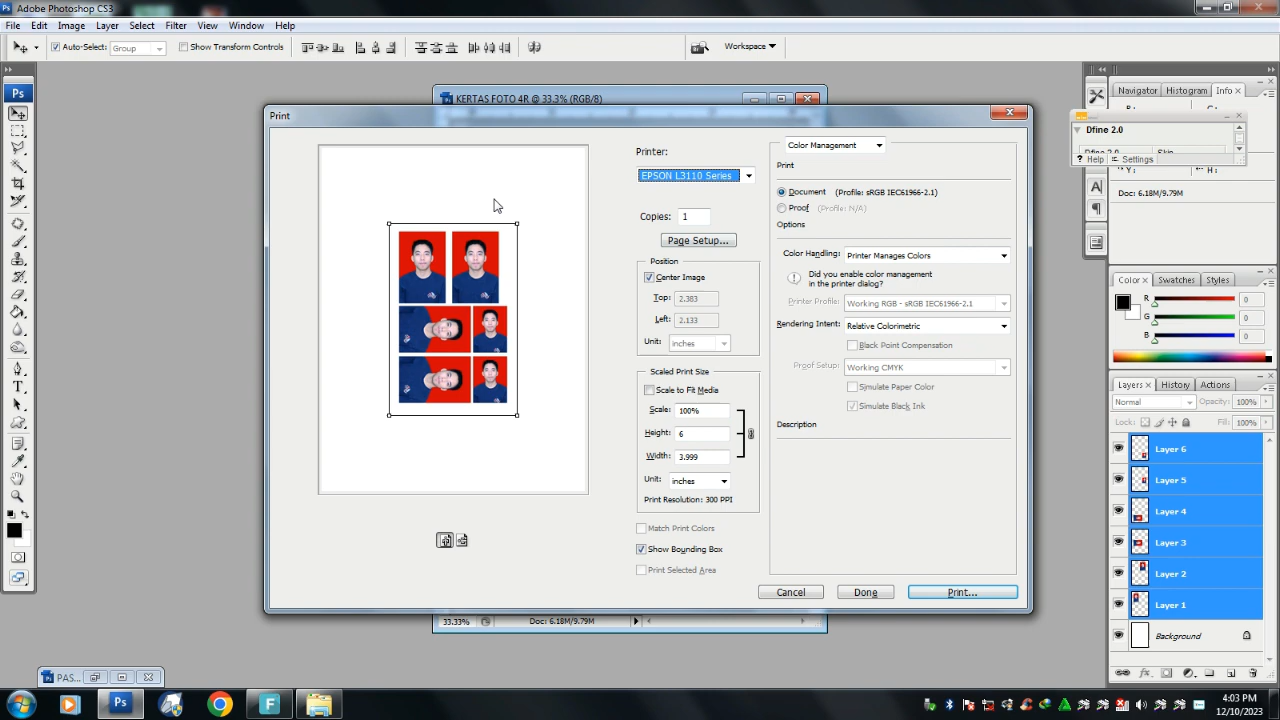 Adobe Photoshop CS3
File Edit Image Layer Select Filter View Window Help
Auto-Select: Group Show Transform Controls Workspace
KERTAS FOTO 4R @ 33.3% (RGB/8)
Print
Printer:
EPSON L3110 Series
Copies: 1
Page Setup...
Position
Center Image
Top: 2.383
Left: 2.133
Unit: inches
Scaled Print Size
Scale to Fit Media
Scale: 100%
Height: 6
Width: 3.999
Unit: inches
Print Resolution: 300 PPI
Match Print Colors
Show Bounding Box
Print Selected Area
Color Management
Print
Document (Profile: sRGB IEC61966-2.1)
Proof (Profile: N/A)
Options
Color Handling: Printer Manages Colors
Did you enable color management
in the printer dialog?
Printer Profile: Working RGB - sRGB IEC61966-2.1
Rendering Intent: Relative Colorimetric
Black Point Compensation
Proof Setup: Working CMYK
Simulate Paper Color
Simulate Black Ink
Description
Cancel Done Print...
33.33% Doc: 6.18M/9.79M
Navigator Histogram Info
Dfine 2.0
Dfine 2.0 Skin
Help Settings
Y: H:
Doc: 6.18M/9.79M
Color Swatches Styles
R 0
G 0
B 0
Layers History Actions
Normal Opacity: 100%
Lock: Fill: 100%
Layer 6
Layer 5
Layer 4
Layer 3
Layer 2
Layer 1
Background
Ps
PAS...
Ps
F
4:03 PM
12/10/2023